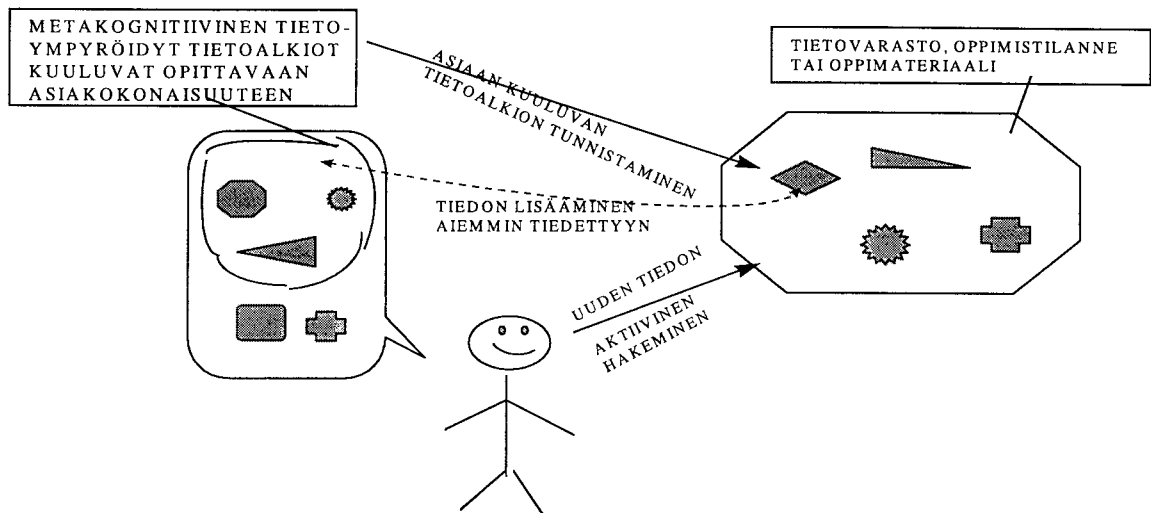 METAKOGNITIIVINEN TIETO-
YMPYRÖIDYT TIETOALKIOT
KUULUVAT OPITTAVAAN
ASIAKOKONAISUUTEEN
ASIAAN KUULUVAN
TIETOALKION TUNNISTAMINEN
TIETOVARASTO, OPPIMISTILANNE
TAI OPPIMATERIAALI
TIEDON LISÄÄMINEN
AIEMMIN TIEDETTYYN
UUDEN TIEDON
AKTIIVINEN
HAKEMINEN